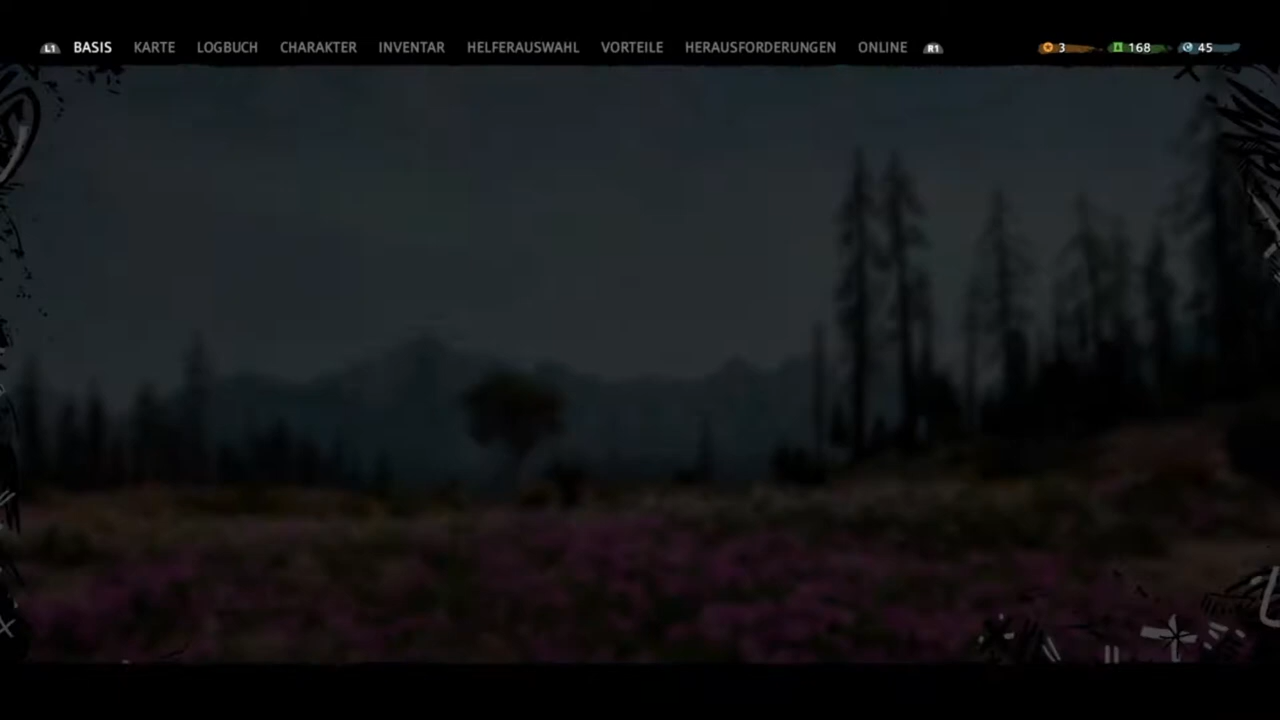 L1 BASIS KARTE LOGBUCH CHARAKTER INVENTAR HELFERAUSWAHL VORTEILE HERAUSFORDERUNGEN ONLINE R1 3 168 45